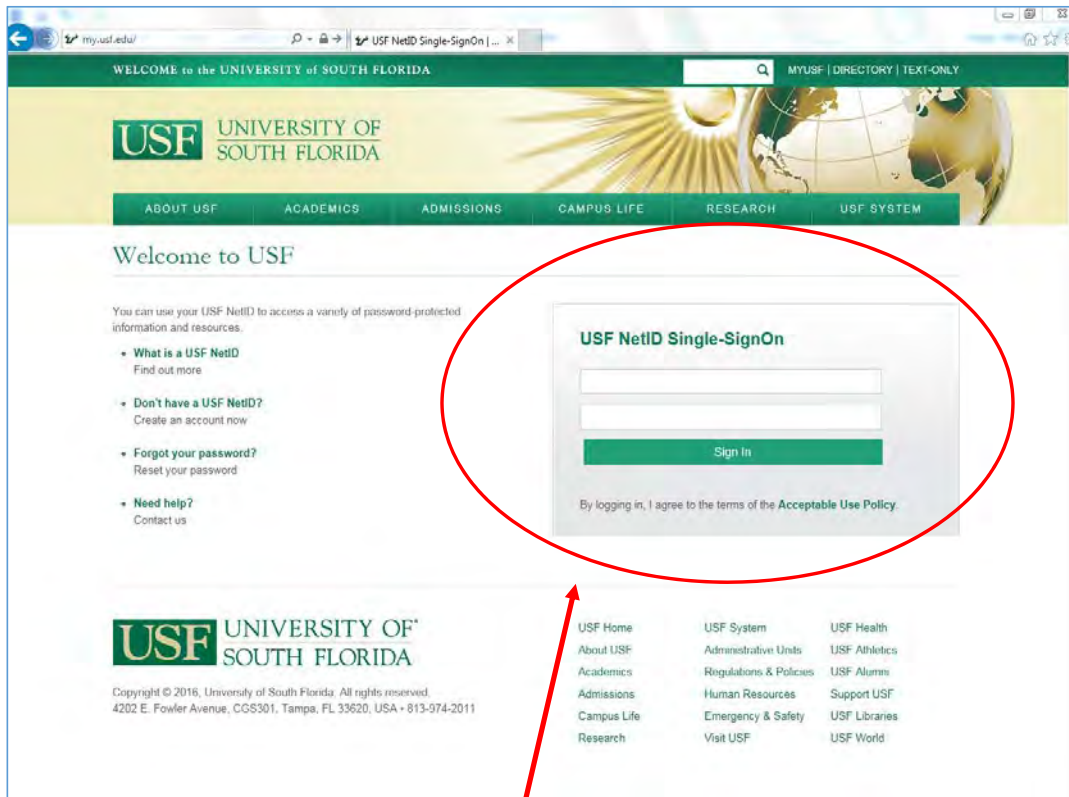 my.usf.edu/
USF NetID Single-SignOn | ...
WELCOME to the UNIVERSITY of SOUTH FLORIDA
MYUSF | DIRECTORY | TEXT-ONLY
USF UNIVERSITY OF
SOUTH FLORIDA
ABOUT USF ACADEMICS ADMISSIONS CAMPUS LIFE RESEARCH USF SYSTEM
Welcome to USF
You can use your USF NetID to access a variety of password-protected
information and resources.
What is a USF NetID
Find out more
Don't have a USF NetID?
Create an account now
Forgot your password?
Reset your password
Need help?
Contact us
USF NetID Single-SignOn
Sign In
By logging in, I agree to the terms of the Acceptable Use Policy.
USF UNIVERSITY OF
SOUTH FLORIDA
Copyright © 2016, University of South Florida. All rights reserved.
4202 E. Fowler Avenue, CGS301, Tampa, FL 33620, USA • 813-974-2011
USF Home
About USF
Academics
Admissions
Campus Life
Research
USF System
Administrative Units
Regulations & Policies
Human Resources
Emergency & Safety
Visit USF
USF Health
USF Athletics
USF Alumni
Support USF
USF Libraries
USF World